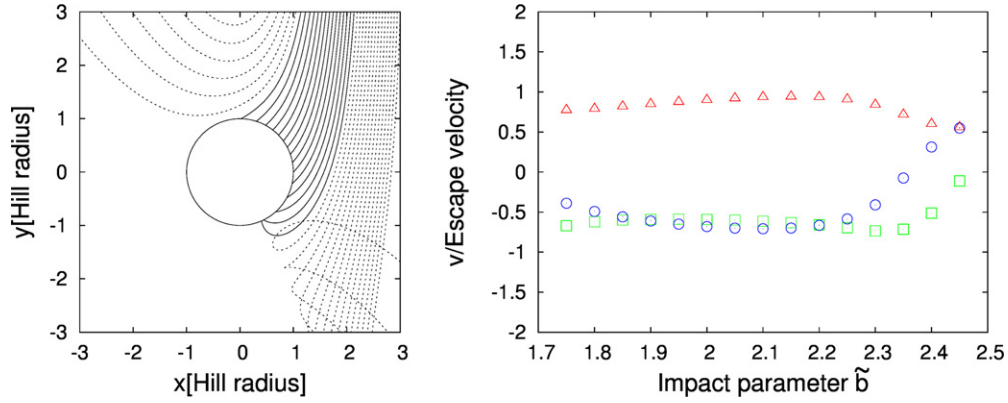 3
2
1
0
-1
-2
-3
-3 -2 -1 0 1 2 3
x[Hill radius]
y[Hill radius]
2
1.5
1
0.5
0
-0.5
-1
-1.5
-2
1.7 1.8 1.9 2 2.1 2.2 2.3 2.4 2.5
Impact parameter b̃
v/Escape velocity